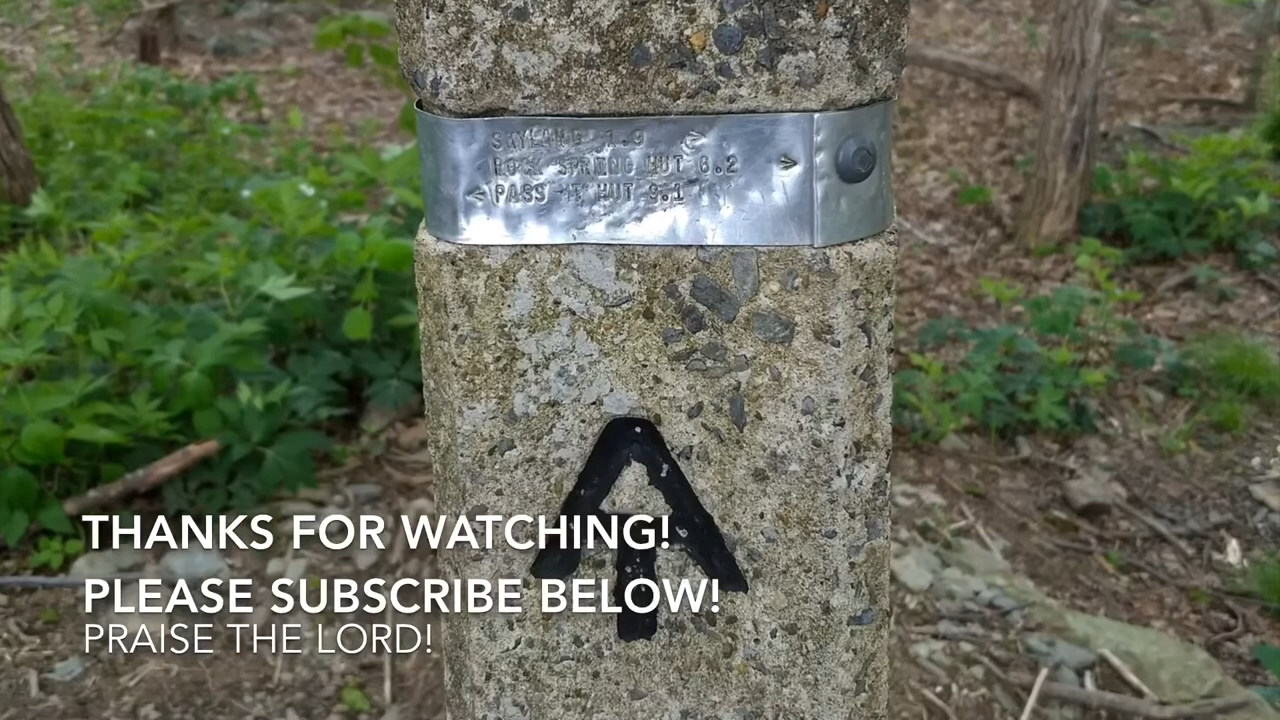 SKYLAND 1.9
ROCK SPRING HUT 6.2 >
< PASS HUT 9.1
THANKS FOR WATCHING!
PLEASE SUBSCRIBE BELOW!
PRAISE THE LORD!